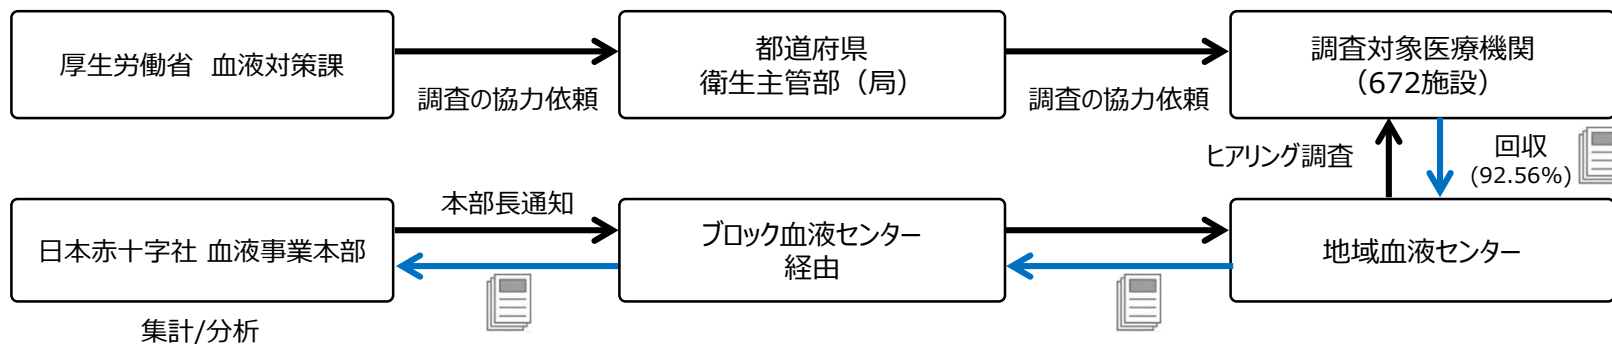 厚生労働省 血液対策課
調査の協力依頼
都道府県
衛生主管部（局）
調査の協力依頼
調査対象医療機関
（672施設）
ヒアリング調査
回収
(92.56%)
日本赤十字社 血液事業本部
本部長通知
ブロック血液センター
経由
地域血液センター
集計/分析